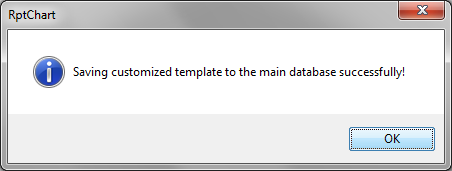 RptChart
Saving customized template to the main database successfully!
OK